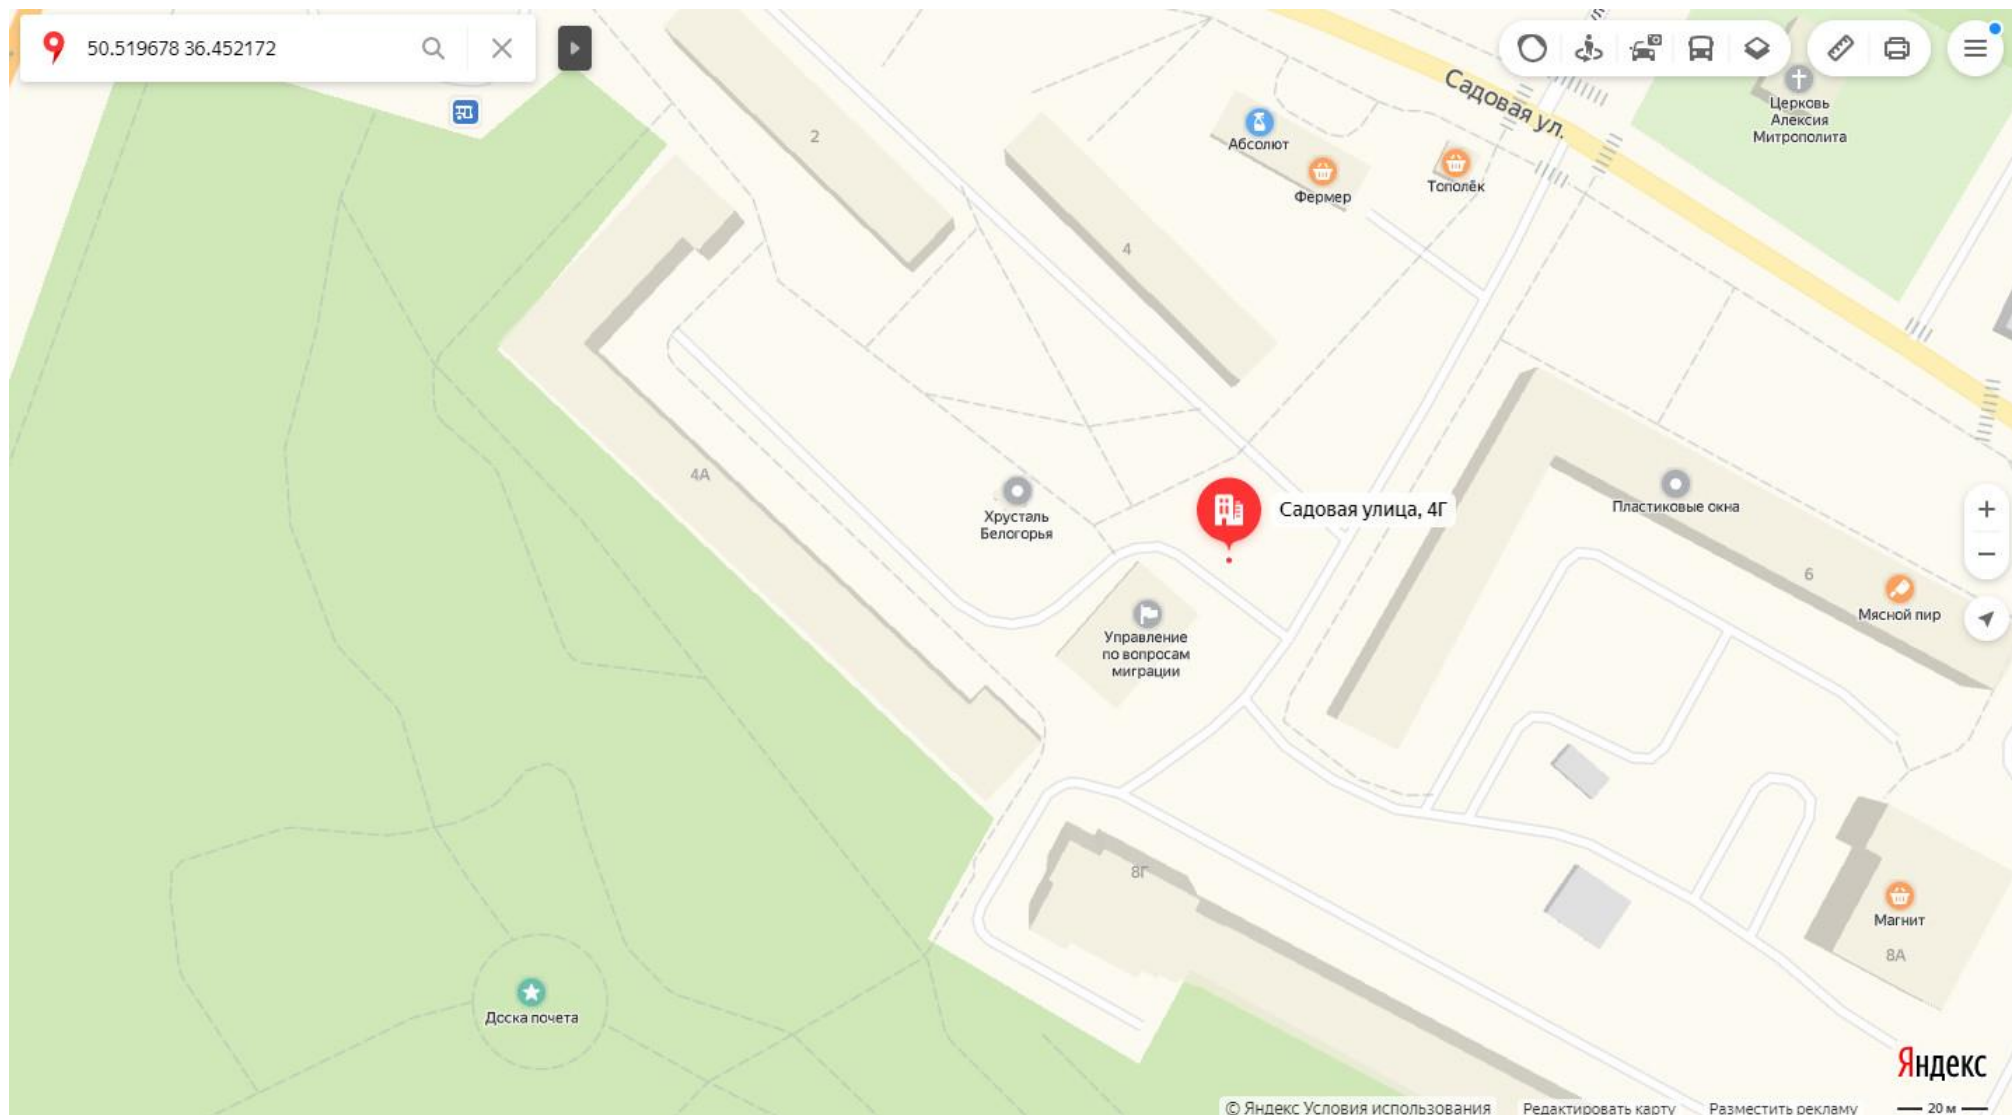 50.519678 36.452172
Садовая ул.
Церковь
Алексия
Митрополита
2
Абсолют
Фермер
Тополёк
4
4А
Хрусталь
Белогорья
Садовая улица, 4Г
Пластиковые окна
6
Мясной пир
Управление
по вопросам
миграции
8Г
Магнит
8А
Доска почета
Яндекс
© Яндекс Условия использования
Редактировать карту
Разместить рекламу
20 м